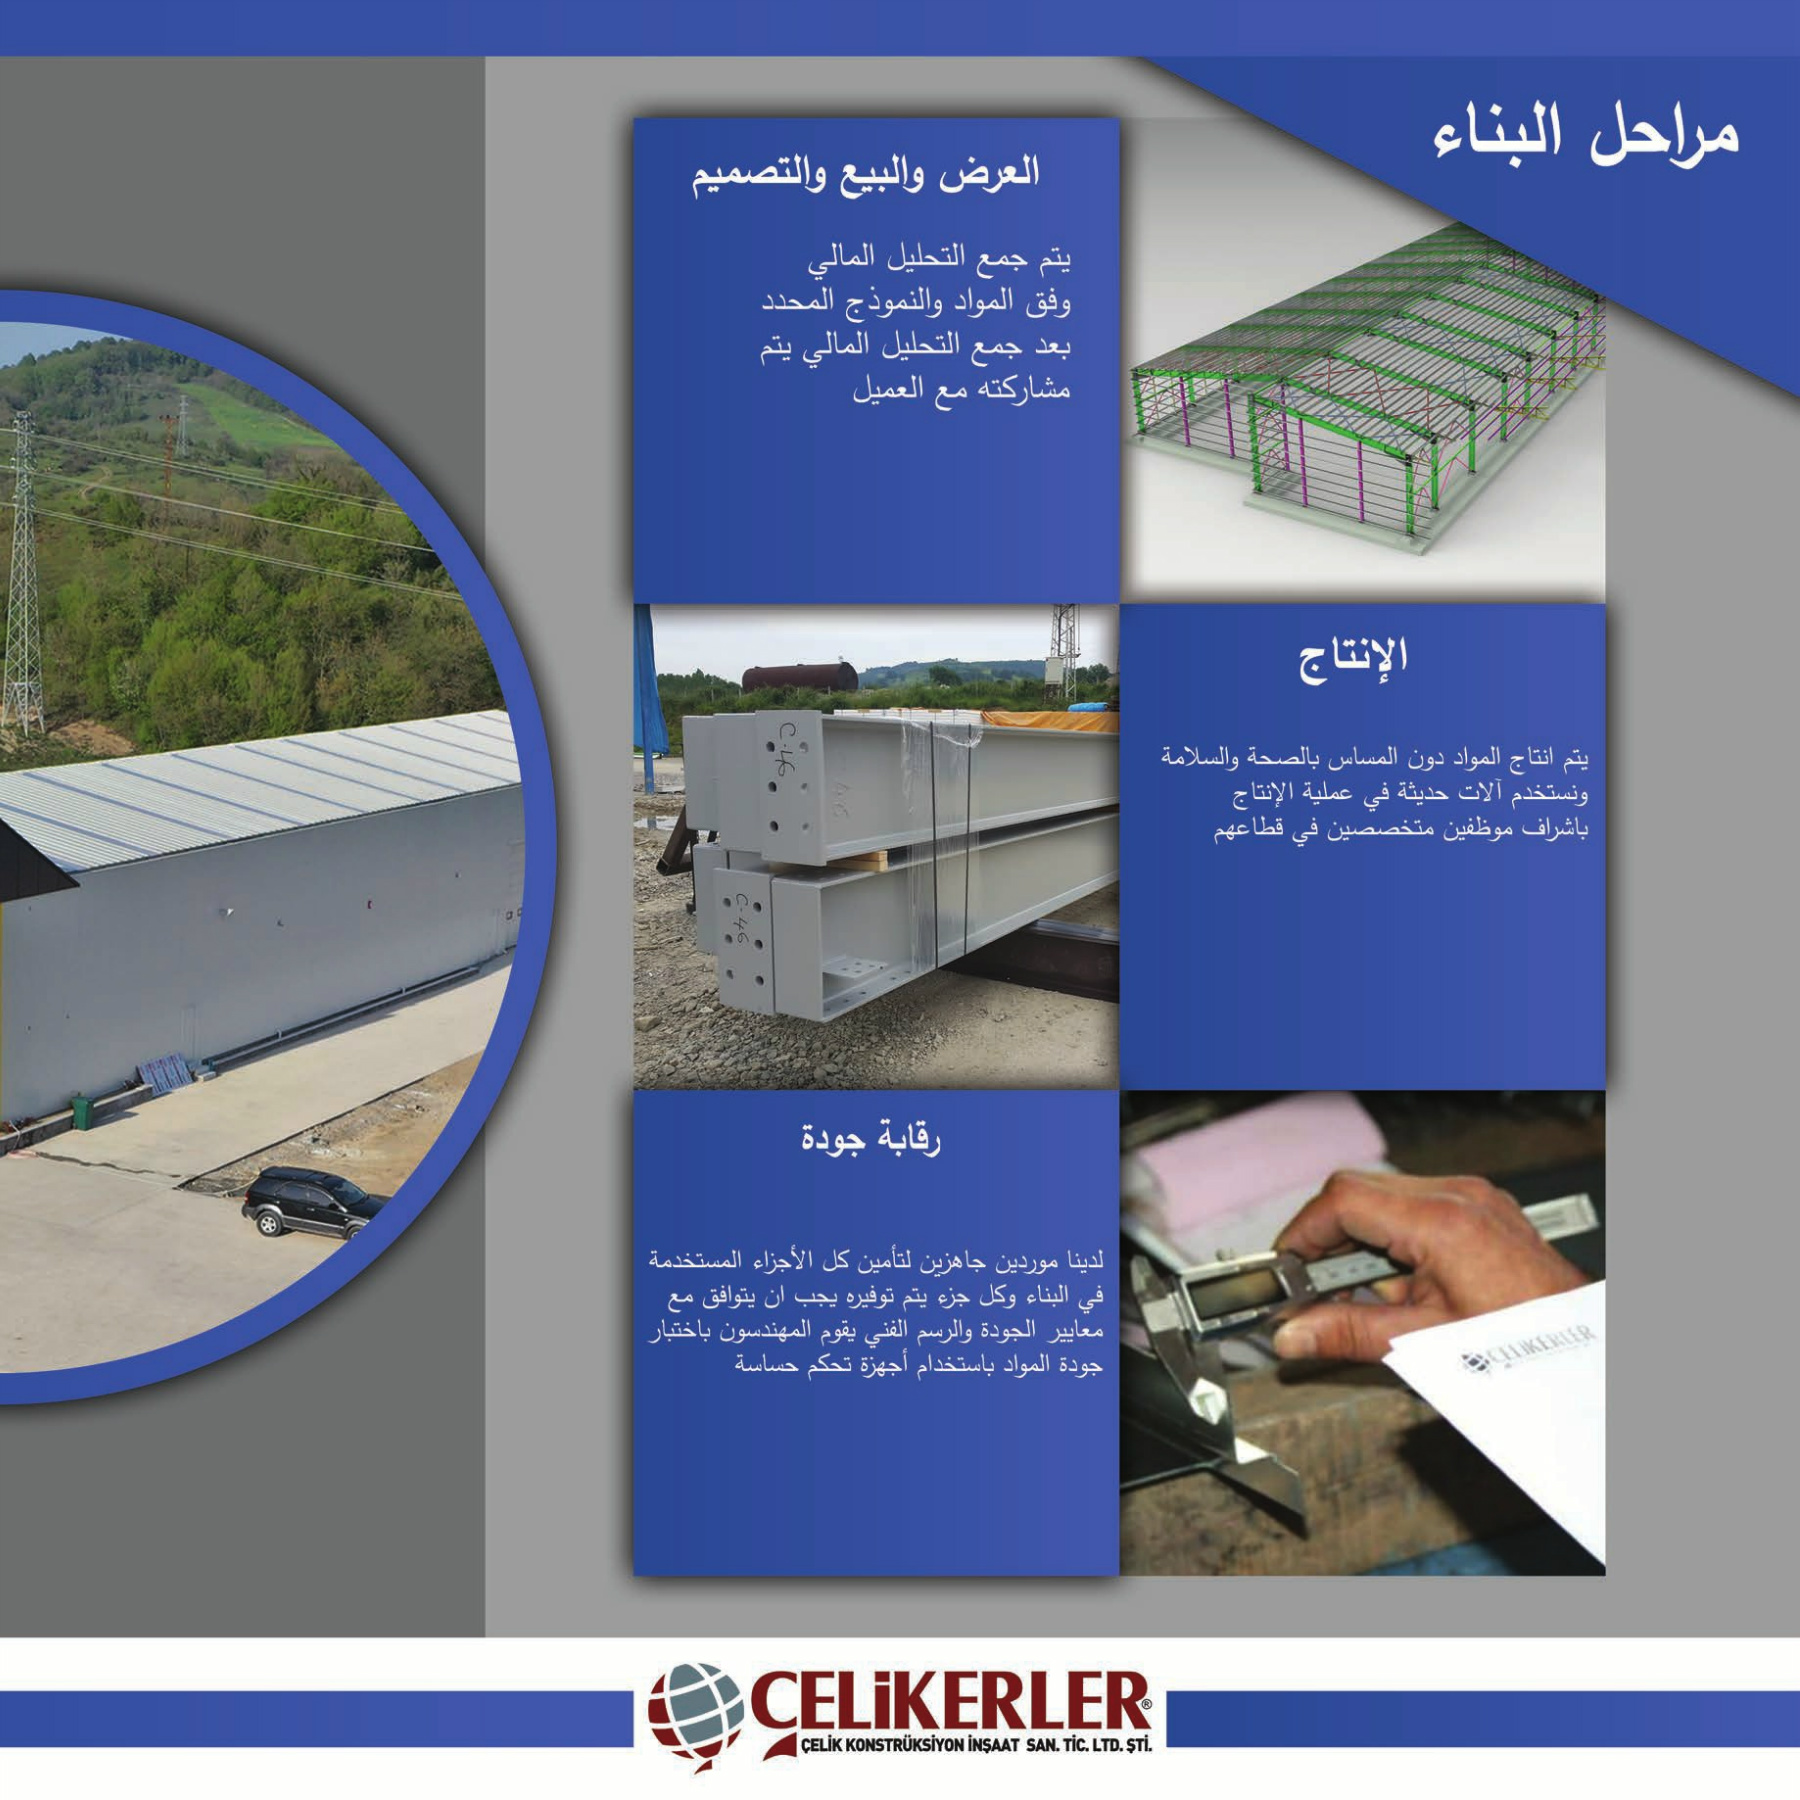 مراحل البناء
العرض والبيع والتصميم
يتم جمع التحليل المالي
وفق المواد والنموذج المحدد
بعد جمع التحليل المالي يتم
مشاركته مع العميل
الإنتاج
يتم انتاج المواد دون المساس بالصحة والسلامة
ونستخدم آلات حديثة في عملية الإنتاج
باشراف موظفين متخصصين في قطاعهم
C-46
C-46
رقابة جودة
لدينا موردين جاهزين لتأمين كل الأجزاء المستخدمة
في البناء وكل جزء يتم توفيره يجب ان يتوافق مع
معايير الجودة والرسم الفني يقوم المهندسون باختبار
جودة المواد باستخدام أجهزة تحكم حساسة
ÇELİKERLER
ÇELiKERLER®
ÇELİK KONSTRÜKSİYON İNŞAAT SAN. TİC. LTD. ŞTİ.